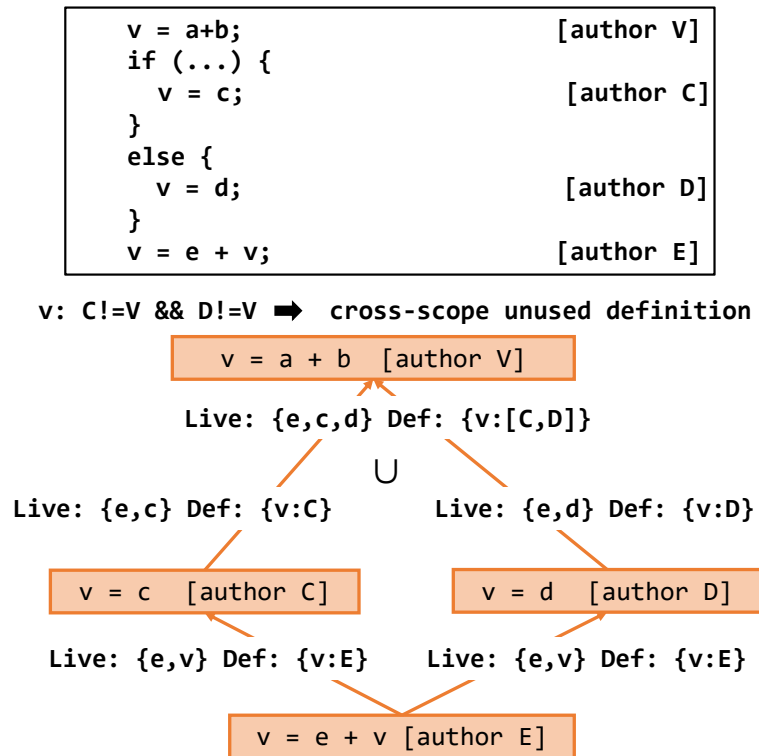 v = a+b; [author V]
if (...) {
v = c; [author C]
}
else {
v = d; [author D]
}
v = e + v; [author E]
v: C!=V && D!=V ➡ cross-scope unused definition
v = a + b [author V]
Live: {e,c,d} Def: {v:[C,D]}
∪
Live: {e,c} Def: {v:C} Live: {e,d} Def: {v:D}
v = c [author C] v = d [author D]
Live: {e,v} Def: {v:E} Live: {e,v} Def: {v:E}
v = e + v [author E]